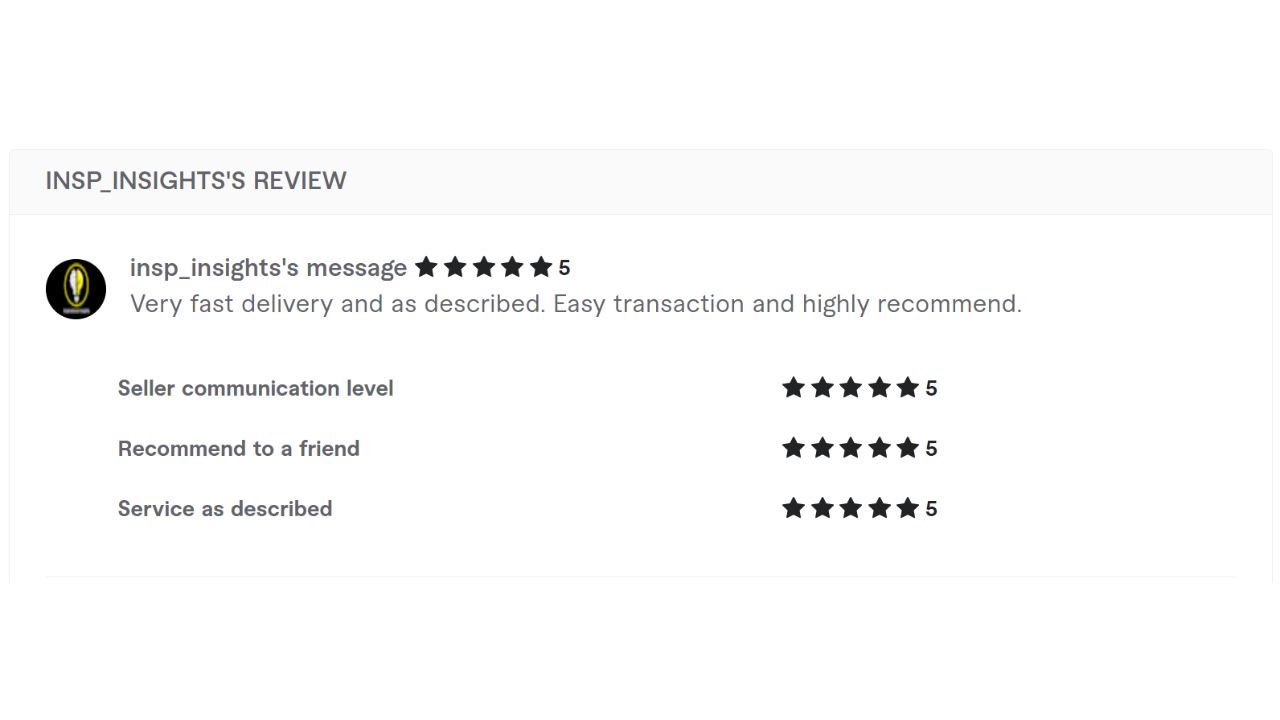 INSP_INSIGHTS'S REVIEW
insp_insights's message 5
Very fast delivery and as described. Easy transaction and highly recommend.
Seller communication level 5
Recommend to a friend 5
Service as described 5